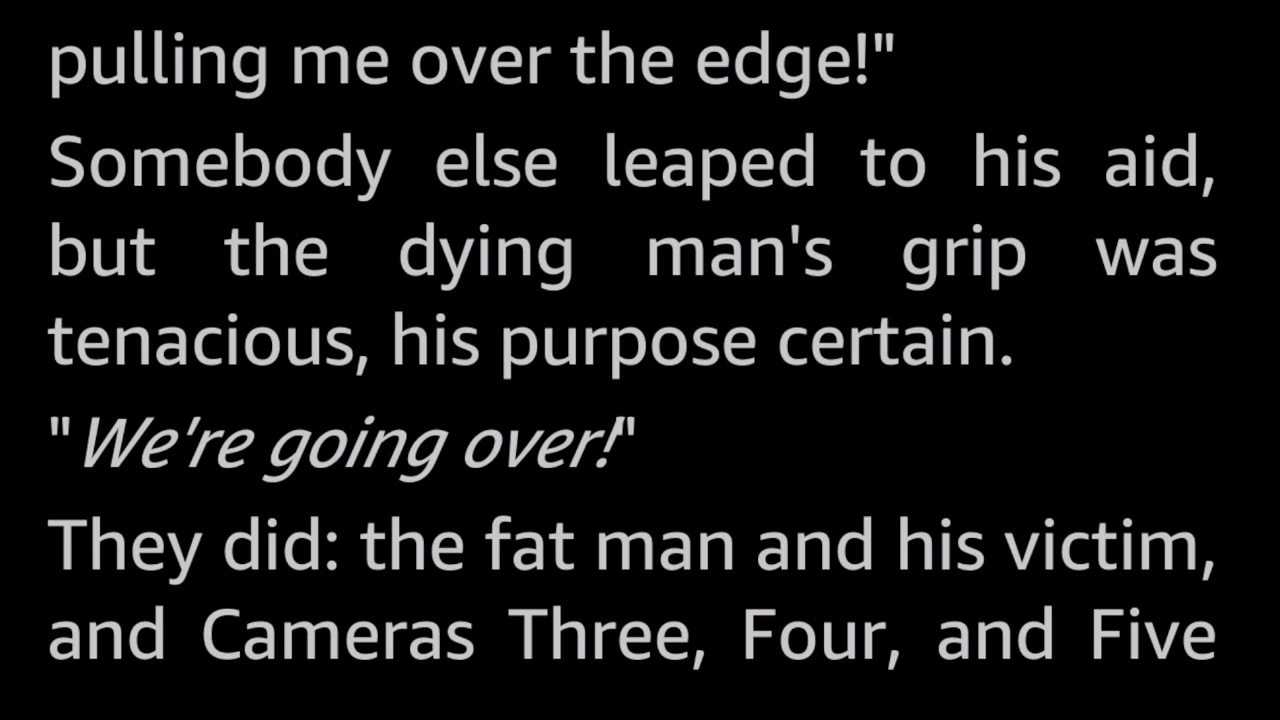 pulling me over the edge!"
Somebody else leaped to his aid,
but the dying man's grip was
tenacious, his purpose certain.
"We're going over!"
They did: the fat man and his victim,
and Cameras Three, Four, and Five